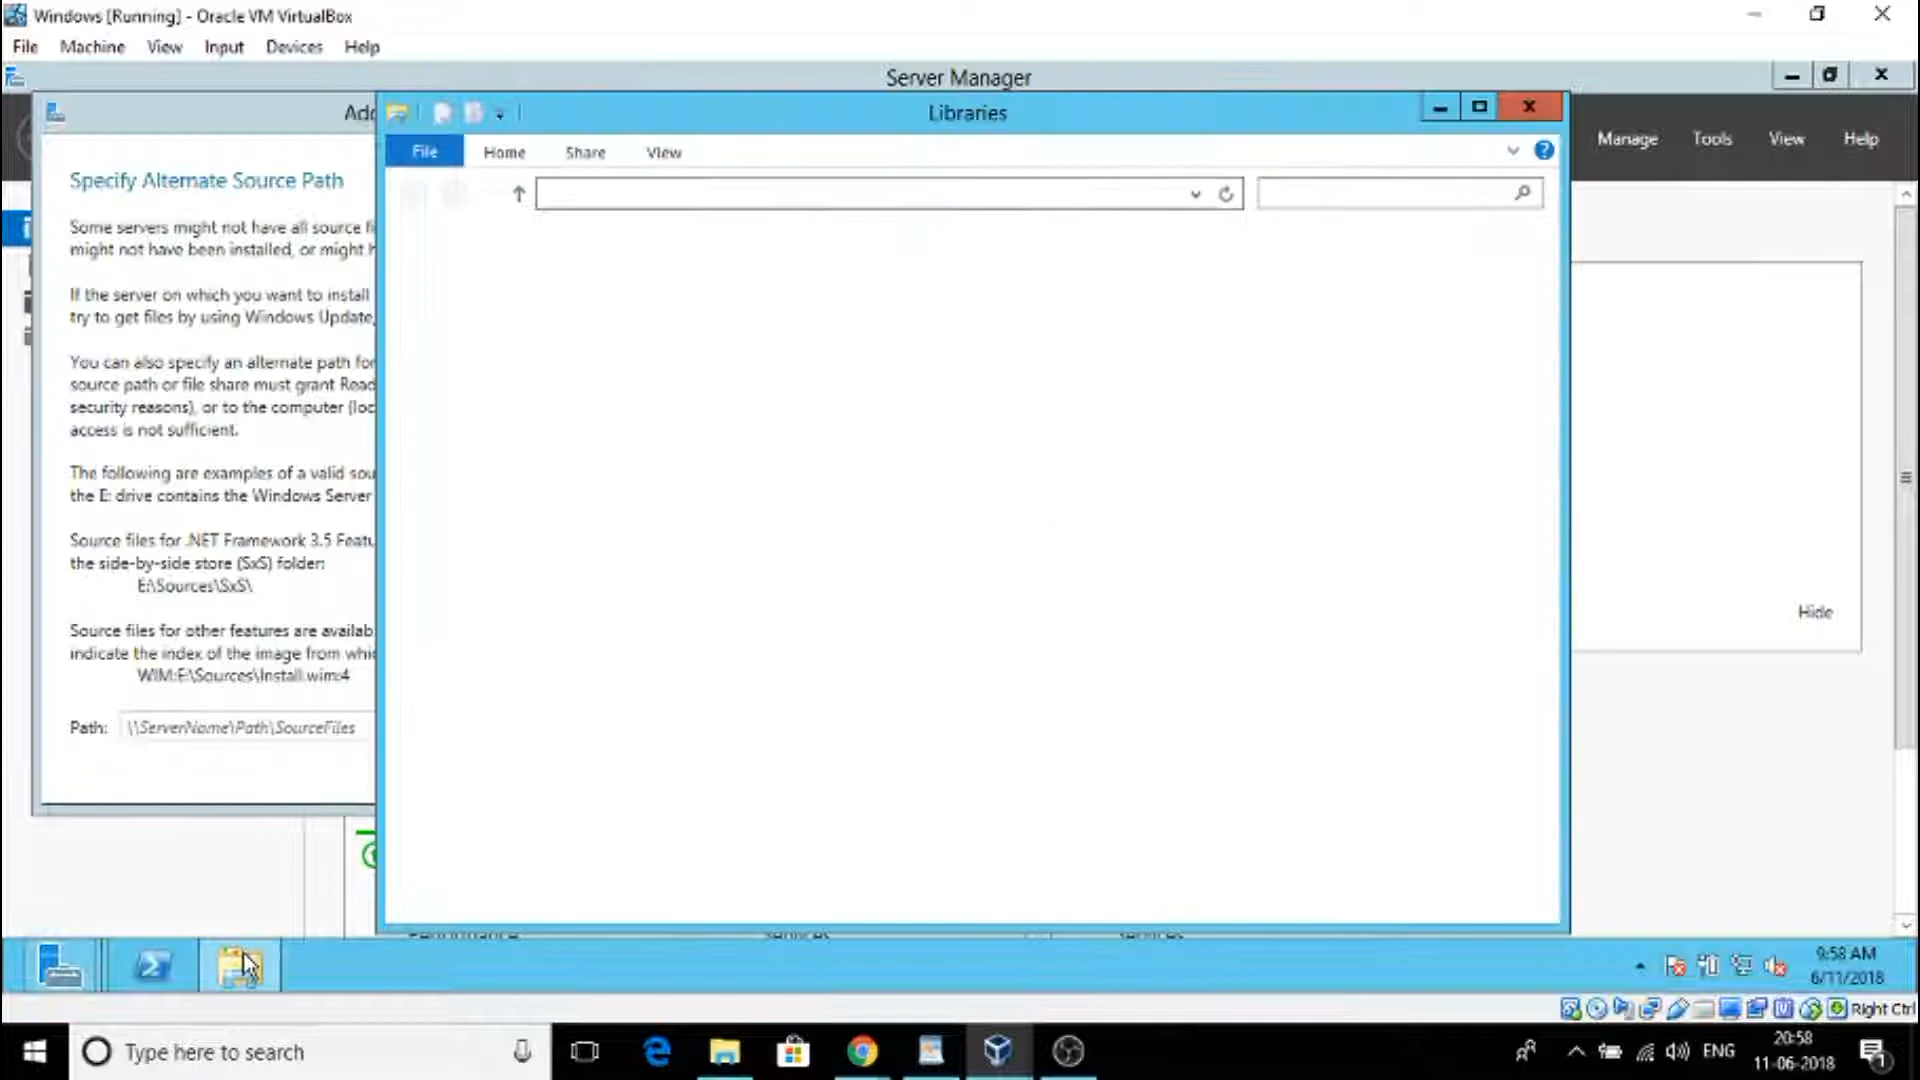 Windows [Running] - Oracle VM VirtualBox
File Machine View Input Devices Help
Server Manager
Manage Tools View Help
Libraries
File Home Share View
Specify Alternate Source Path
Some servers might not have all source
might not have been installed, or might
If the server on which you want to install
try to get files by using Windows Update,
You can also specify an alternate path for
source path or file share must grant Read
security reasons), or to the computer
access is not sufficient.
The following are examples of a valid
the E: drive contains the Windows Server
Source files for .NET Framework 3.5
the side-by-side store (SxS) folder:
E:\Sources\SxS\
Source files for other features are
indicate the index of the image from
WIM:E:\Sources\Install.wim:4
Path: \\ServerName\Path\SourceFiles
Hide
9:58 AM
6/11/2018
Right Ctrl
Type here to search
ENG
20:58
11-06-2018
1